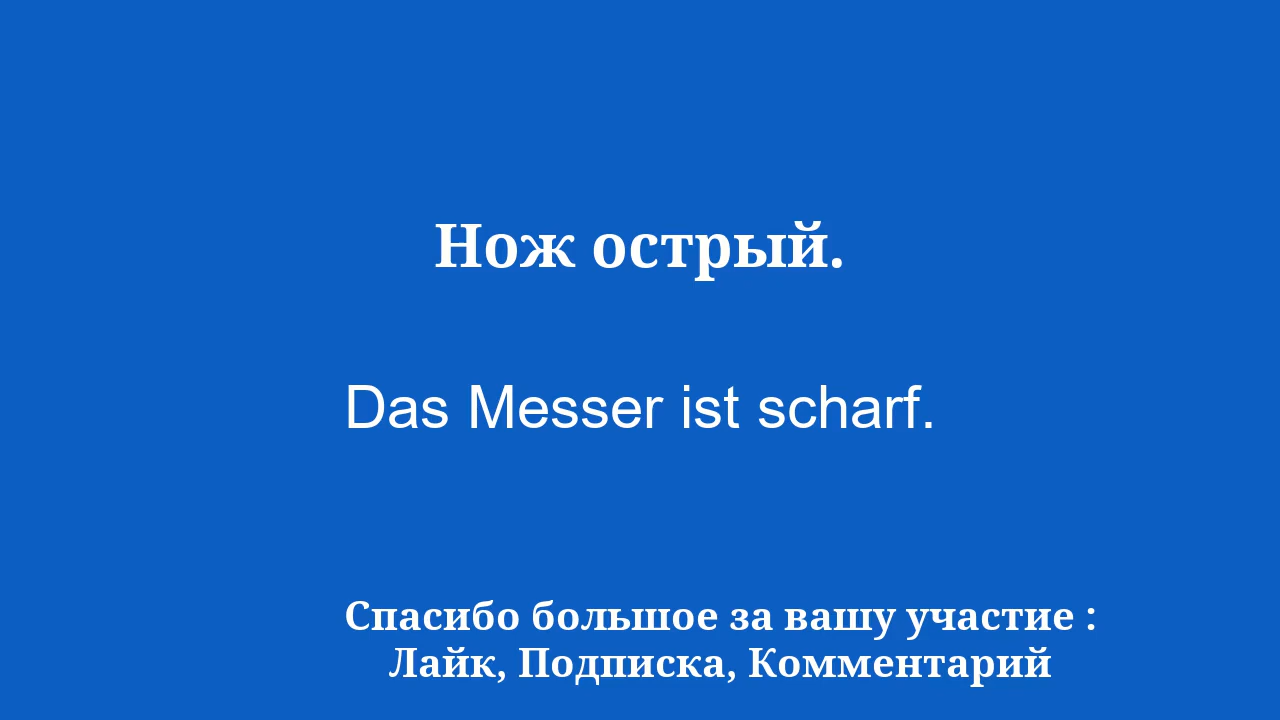 Нож острый.
Das Messer ist scharf.
Спасибо большое за вашу участие :
Лайк, Подписка, Комментарий